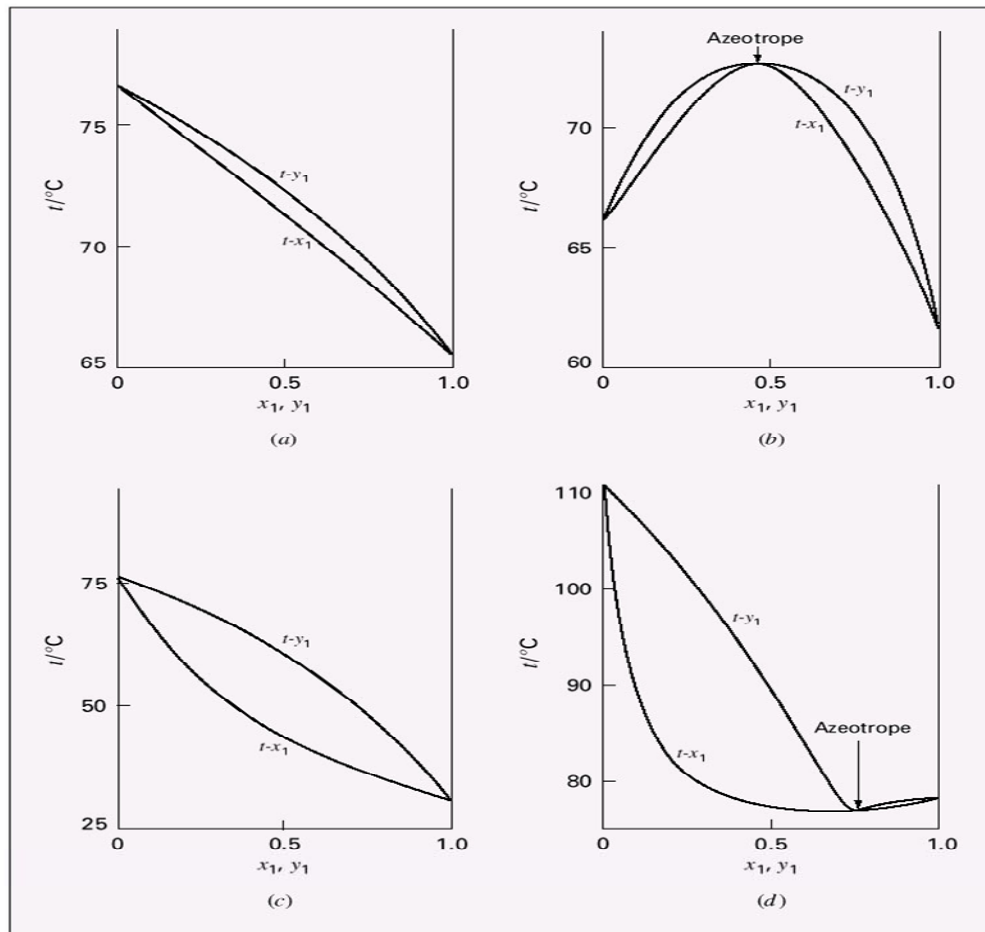 t/°C
75
70
65
t-y₁
t-x₁
0
0.5
1.0
x₁, y₁
(a)
Azeotrope
t/°C
70
65
60
t-y₁
t-x₁
0
0.5
1.0
x₁, y₁
(b)
t/°C
75
50
25
t-y₁
t-x₁
0
0.5
1.0
x₁, y₁
(c)
t/°C
110
100
90
80
t-y₁
t-x₁
Azeotrope
0
0.5
1.0
x₁, y₁
(d)